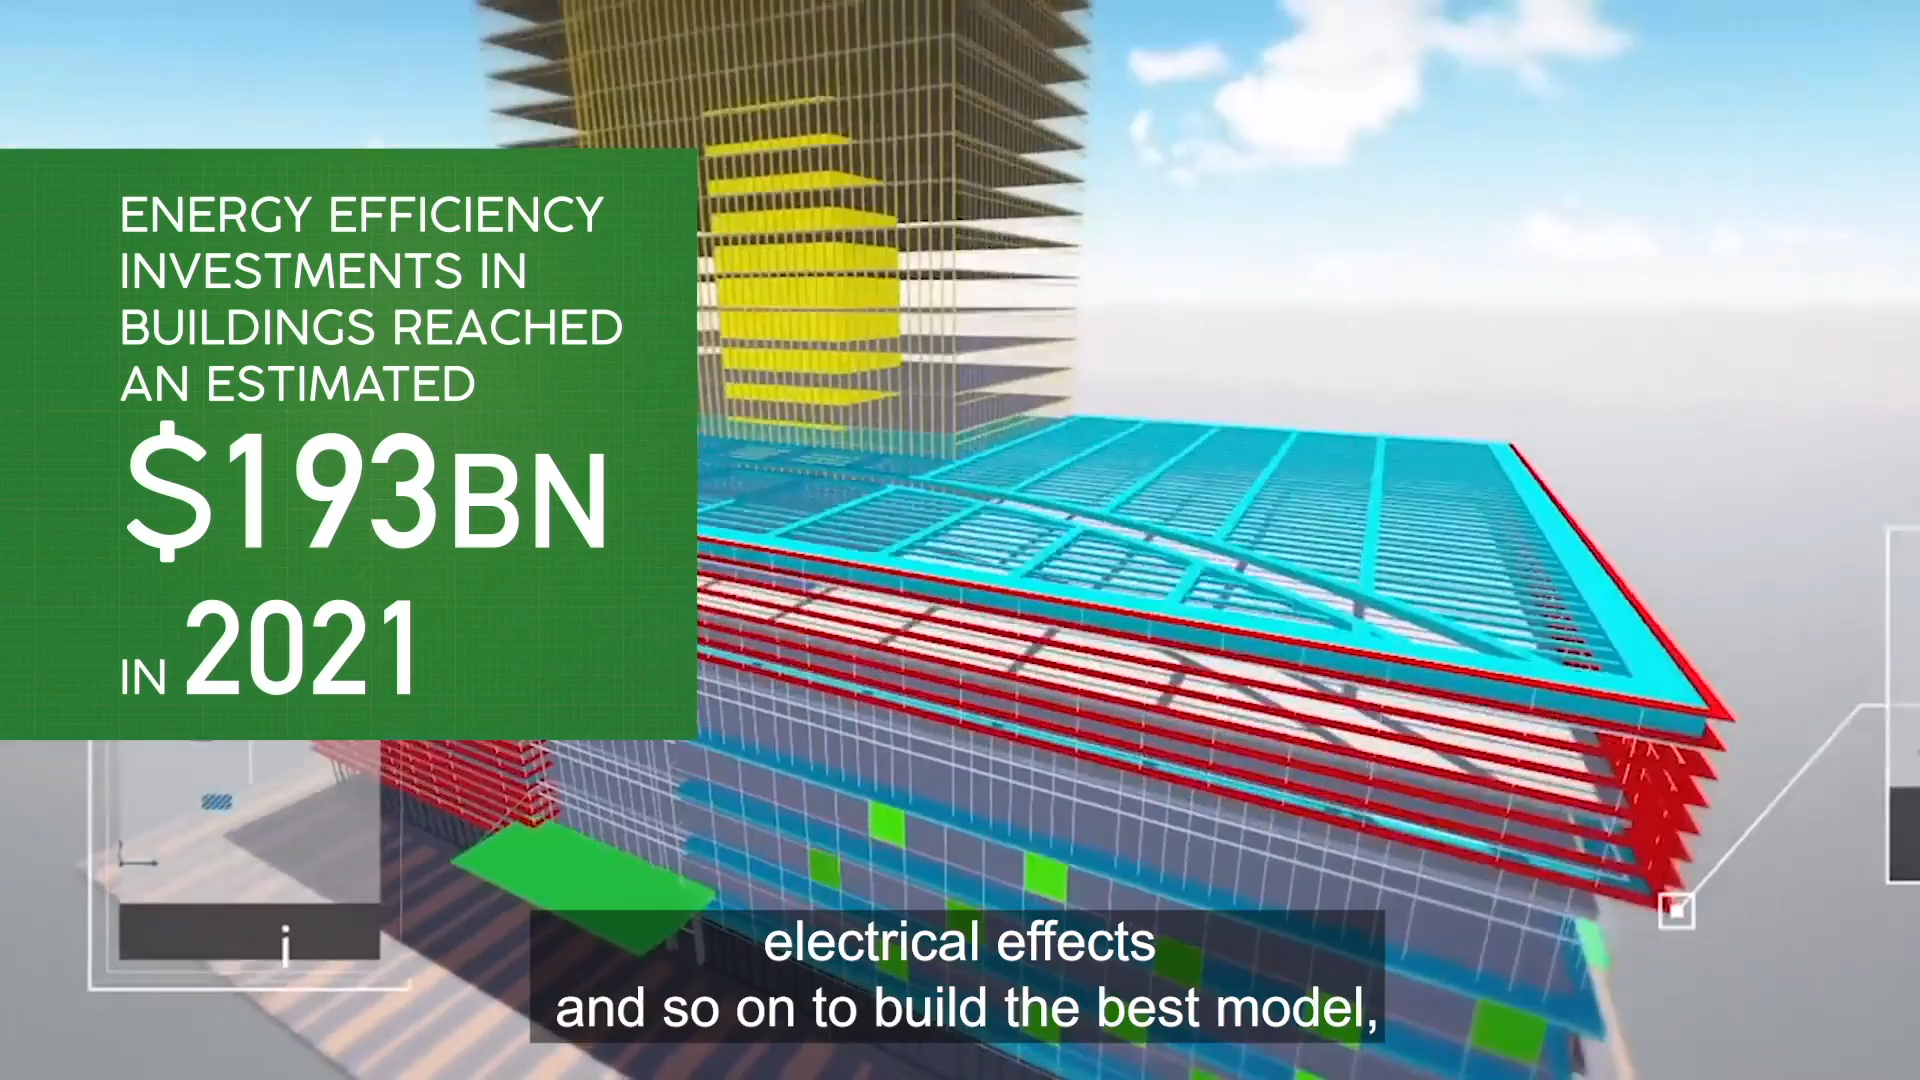 ENERGY EFFICIENCY
INVESTMENTS IN
BUILDINGS REACHED
AN ESTIMATED
$193BN
IN 2021
i
electrical effects
and so on to build the best model,